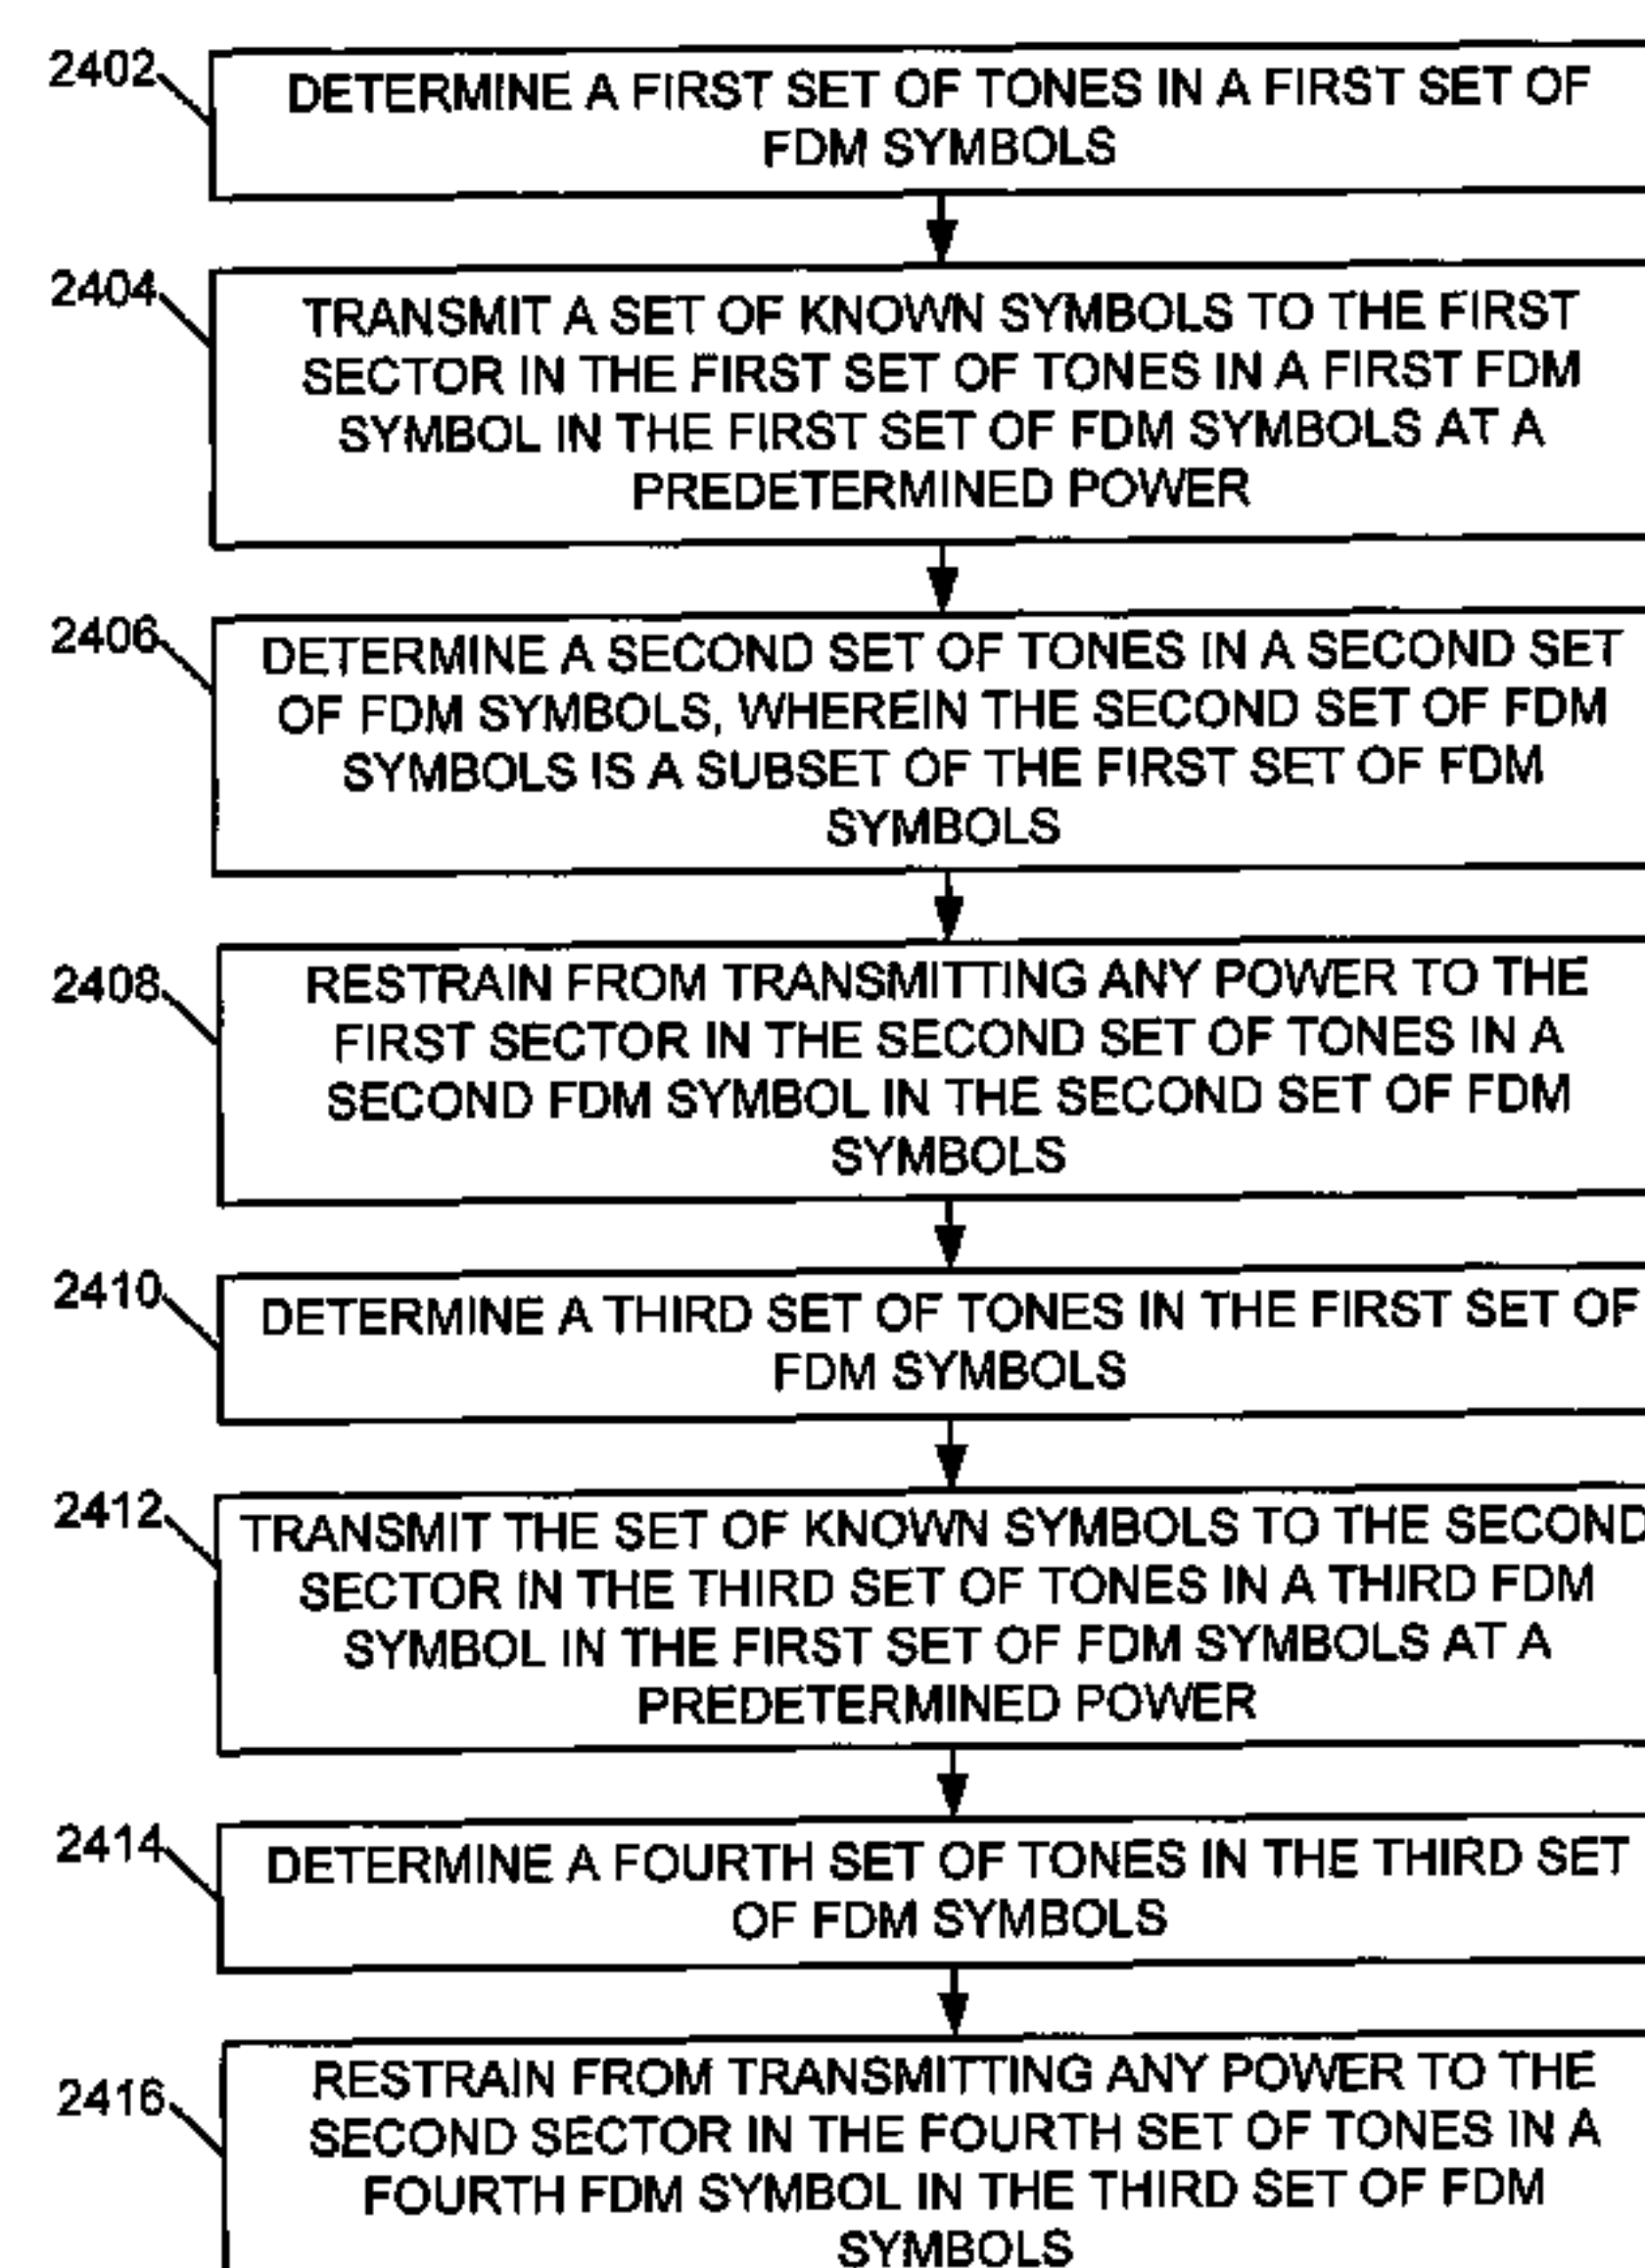 2402
DETERMINE A FIRST SET OF TONES IN A FIRST SET OF
FDM SYMBOLS
2404
TRANSMIT A SET OF KNOWN SYMBOLS TO THE FIRST
SECTOR IN THE FIRST SET OF TONES IN A FIRST FDM
SYMBOL IN THE FIRST SET OF FDM SYMBOLS AT A
PREDETERMINED POWER
2406
DETERMINE A SECOND SET OF TONES IN A SECOND SET
OF FDM SYMBOLS, WHEREIN THE SECOND SET OF FDM
SYMBOLS IS A SUBSET OF THE FIRST SET OF FDM
SYMBOLS
2408
RESTRAIN FROM TRANSMITTING ANY POWER TO THE
FIRST SECTOR IN THE SECOND SET OF TONES IN A
SECOND FDM SYMBOL IN THE SECOND SET OF FDM
SYMBOLS
2410
DETERMINE A THIRD SET OF TONES IN THE FIRST SET OF
FDM SYMBOLS
2412
TRANSMIT THE SET OF KNOWN SYMBOLS TO THE SECOND
SECTOR IN THE THIRD SET OF TONES IN A THIRD FDM
SYMBOL IN THE FIRST SET OF FDM SYMBOLS AT A
PREDETERMINED POWER
2414
DETERMINE A FOURTH SET OF TONES IN THE THIRD SET
OF FDM SYMBOLS
2416
RESTRAIN FROM TRANSMITTING ANY POWER TO THE
SECOND SECTOR IN THE FOURTH SET OF TONES IN A
FOURTH FDM SYMBOL IN THE THIRD SET OF FDM
SYMBOLS